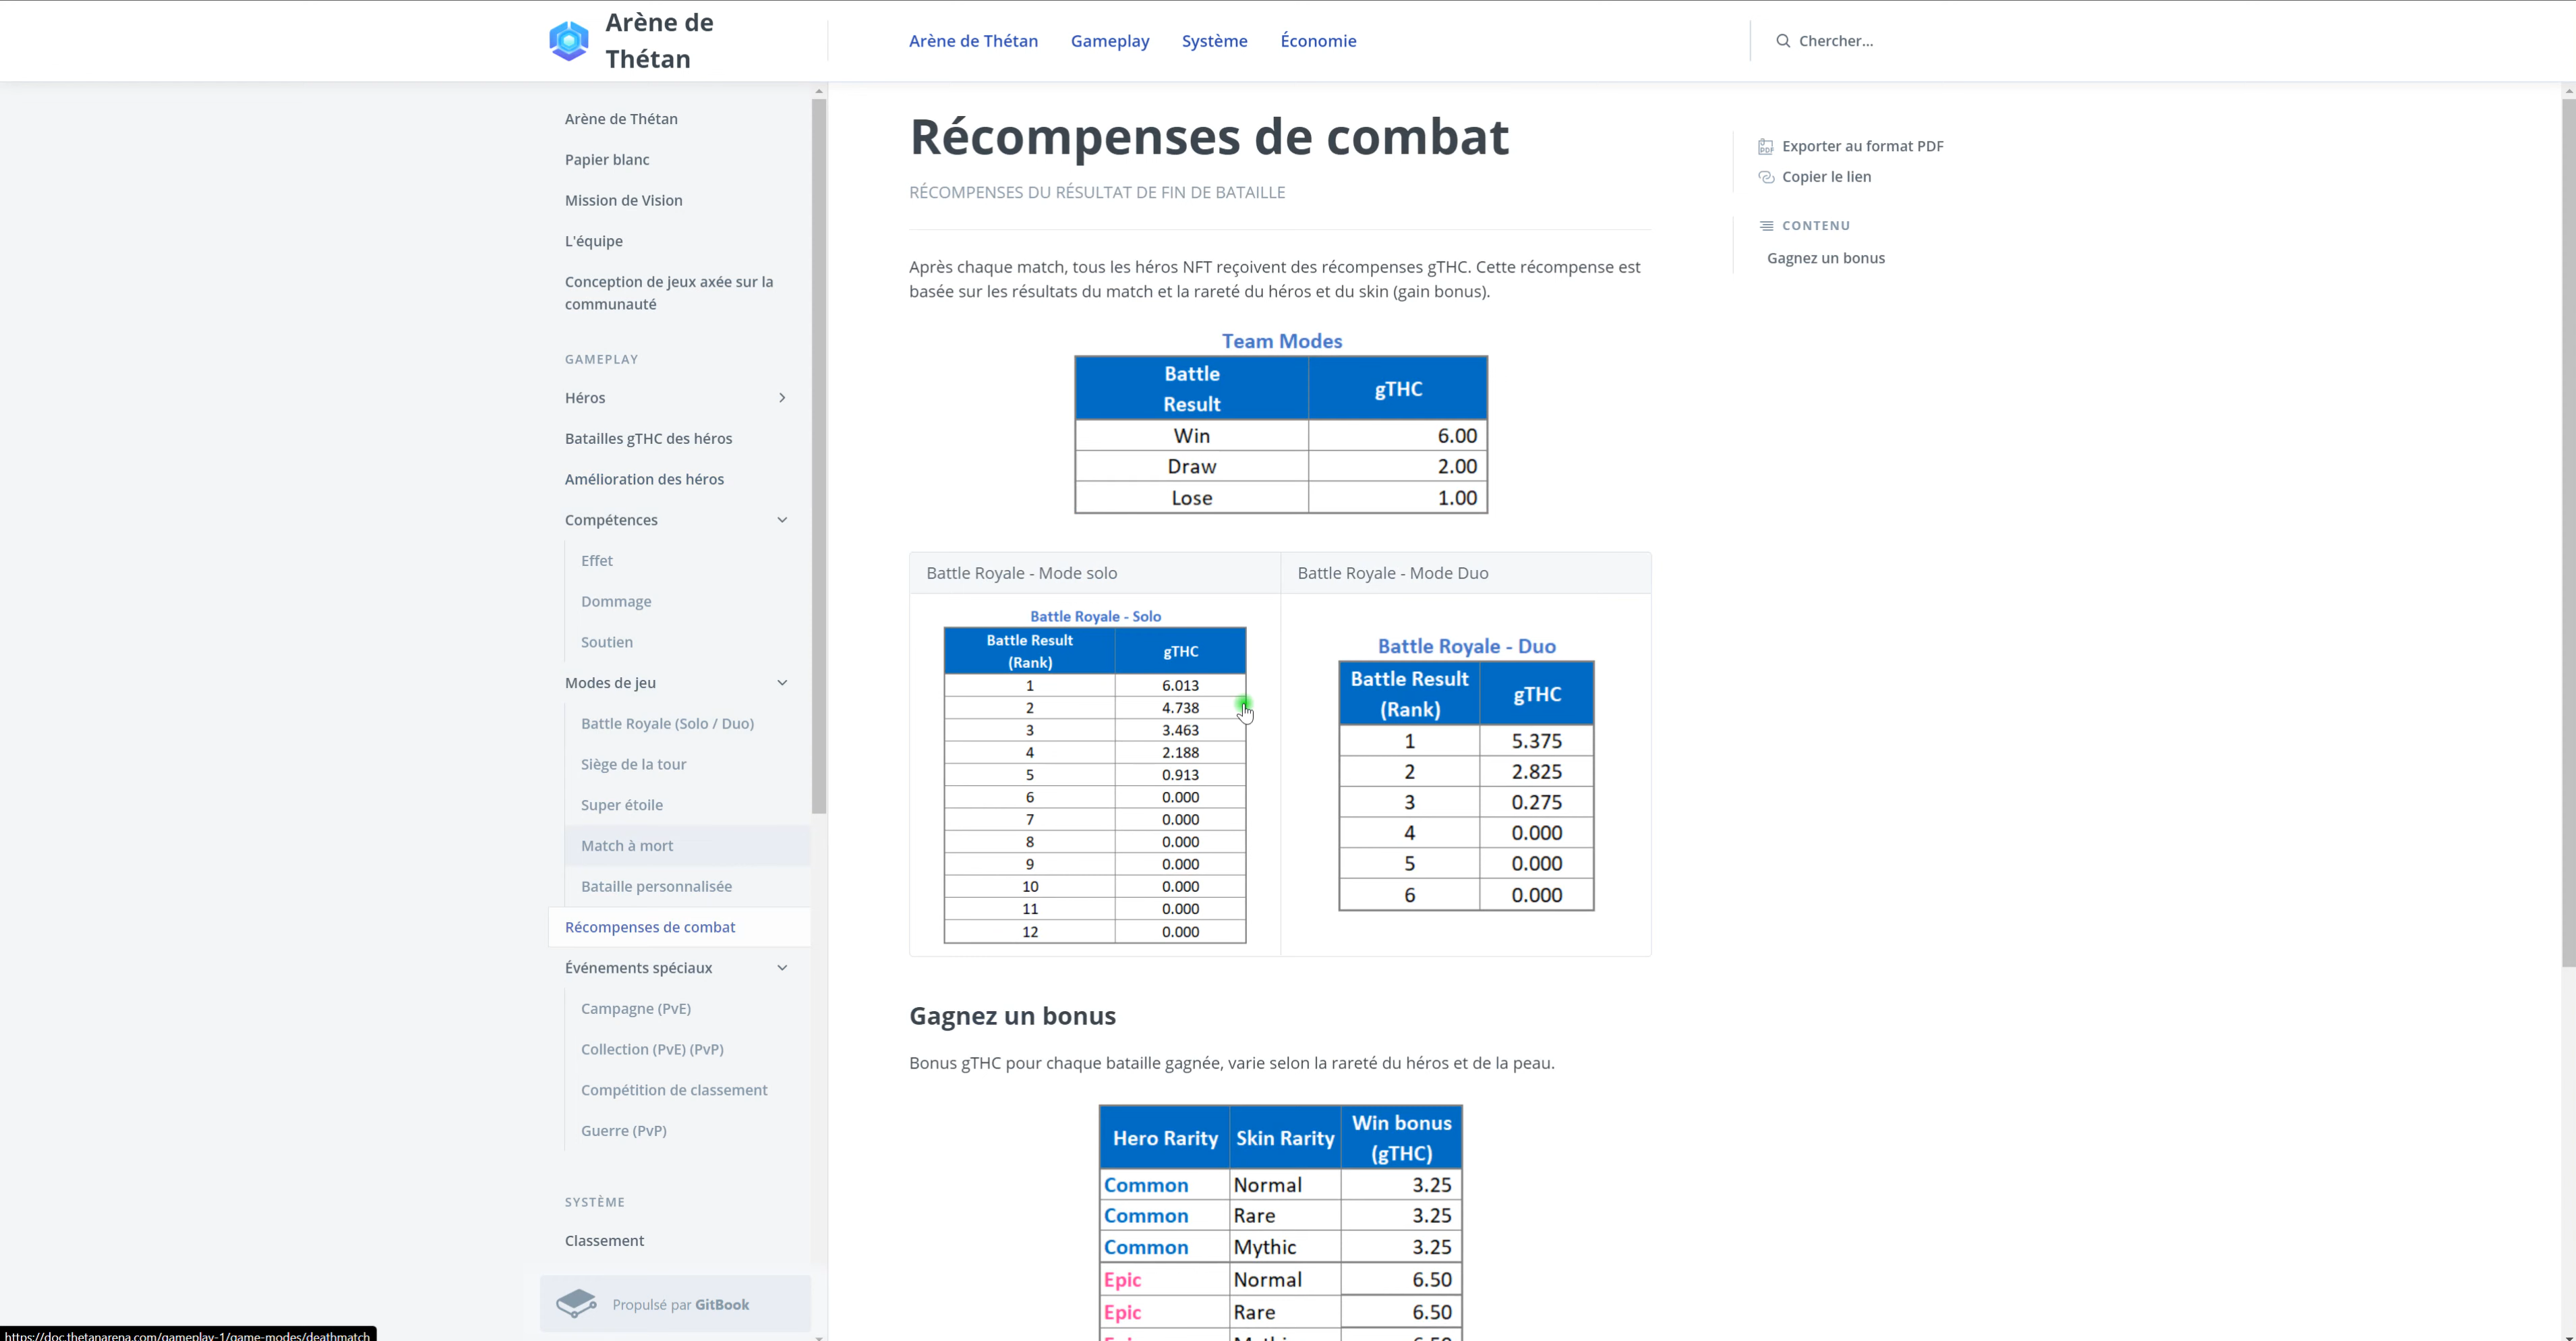 Arène de
Thétan
Arène de Thétan Gameplay Système Économie
Chercher...
Arène de Thétan
Papier blanc
Mission de Vision
L'équipe
Conception de jeux axée sur la
communauté
GAMEPLAY
Héros
Batailles gTHC des héros
Amélioration des héros
Compétences
Effet
Dommage
Soutien
Modes de jeu
Battle Royale (Solo / Duo)
Siège de la tour
Super étoile
Match à mort
Bataille personnalisée
Récompenses de combat
Événements spéciaux
Campagne (PvE)
Collection (PvE) (PvP)
Compétition de classement
Guerre (PvP)
SYSTÈME
Classement
Propulsé par GitBook
https://doc.thetanarena.com/gameplay-1/game-modes/deathmatch
Récompenses de combat
RÉCOMPENSES DU RÉSULTAT DE FIN DE BATAILLE
Après chaque match, tous les héros NFT reçoivent des récompenses gTHC. Cette récompense est
basée sur les résultats du match et la rareté du héros et du skin (gain bonus).
Team Modes
Battle
Result
gTHC
Win 6.00
Draw 2.00
Lose 1.00
Battle Royale - Mode solo
Battle Royale - Mode Duo
Battle Royale - Solo
Battle Result
(Rank)
gTHC
1 6.013
2 4.738
3 3.463
4 2.188
5 0.913
6 0.000
7 0.000
8 0.000
9 0.000
10 0.000
11 0.000
12 0.000
Battle Royale - Duo
Battle Result
(Rank)
gTHC
1 5.375
2 2.825
3 0.275
4 0.000
5 0.000
6 0.000
Gagnez un bonus
Bonus gTHC pour chaque bataille gagnée, varie selon la rareté du héros et de la peau.
Hero Rarity Skin Rarity Win bonus
(gTHC)
Common Normal 3.25
Common Rare 3.25
Common Mythic 3.25
Epic Normal 6.50
Epic Rare 6.50
Exporter au format PDF
Copier le lien
CONTENU
Gagnez un bonus